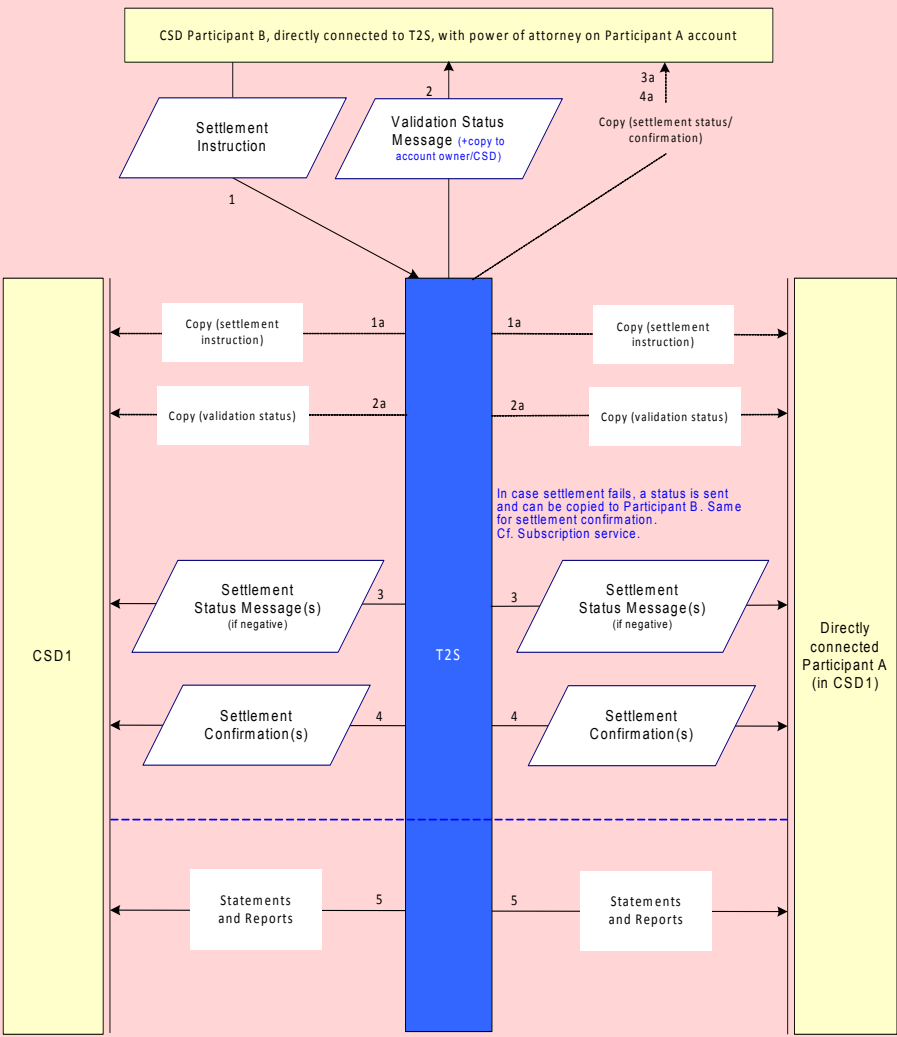 CSD Participant B, directly connected to T2S, with power of attorney on Participant A account
Settlement
Instruction
1
2
Validation Status
Message (+copy to
account owner/CSD)
3a
4a
Copy (settlement status/
confirmation)
CSD1
T2S
Directly
connected
Participant A
(in CSD1)
Copy (settlement
instruction)
1a
1a
Copy (settlement
instruction)
Copy (validation status)
2a
2a
Copy (validation status)
In case settlement fails, a status is sent
and can be copied to Participant B. Same
for settlement confirmation.
Cf. Subscription service.
Settlement
Status Message(s)
(if negative)
3
3
Settlement
Status Message(s)
(if negative)
Settlement
Confirmation(s)
4
4
Settlement
Confirmation(s)
Statements
and Reports
5
5
Statements
and Reports